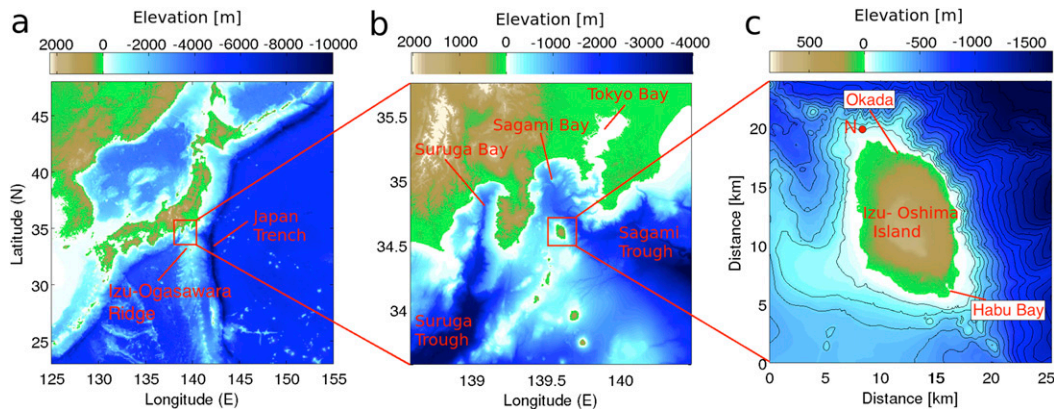 a
Elevation [m]
2000 0 -2000 -4000 -6000 -8000 -10000
45
40
35
30
25
Latitude (N)
Japan
Trench
Izu-Ogasawara
Ridge
125 130 135 140 145 150 155
Longitude (E)
b
Elevation [m]
2000 1000 0 -1000 -2000 -3000 -4000
35.5
35
34.5
34
Tokyo Bay
Sagami Bay
Suruga Bay
Sagami
Trough
Suruga
Trough
139 139.5 140
Longitude (E)
c
Elevation [m]
500 0 -500 -1000 -1500
20
15
10
5
0
Distance [km]
Okada
N
Izu- Oshima
Island
Habu Bay
0 5 10 15 20 25
Distance [km]